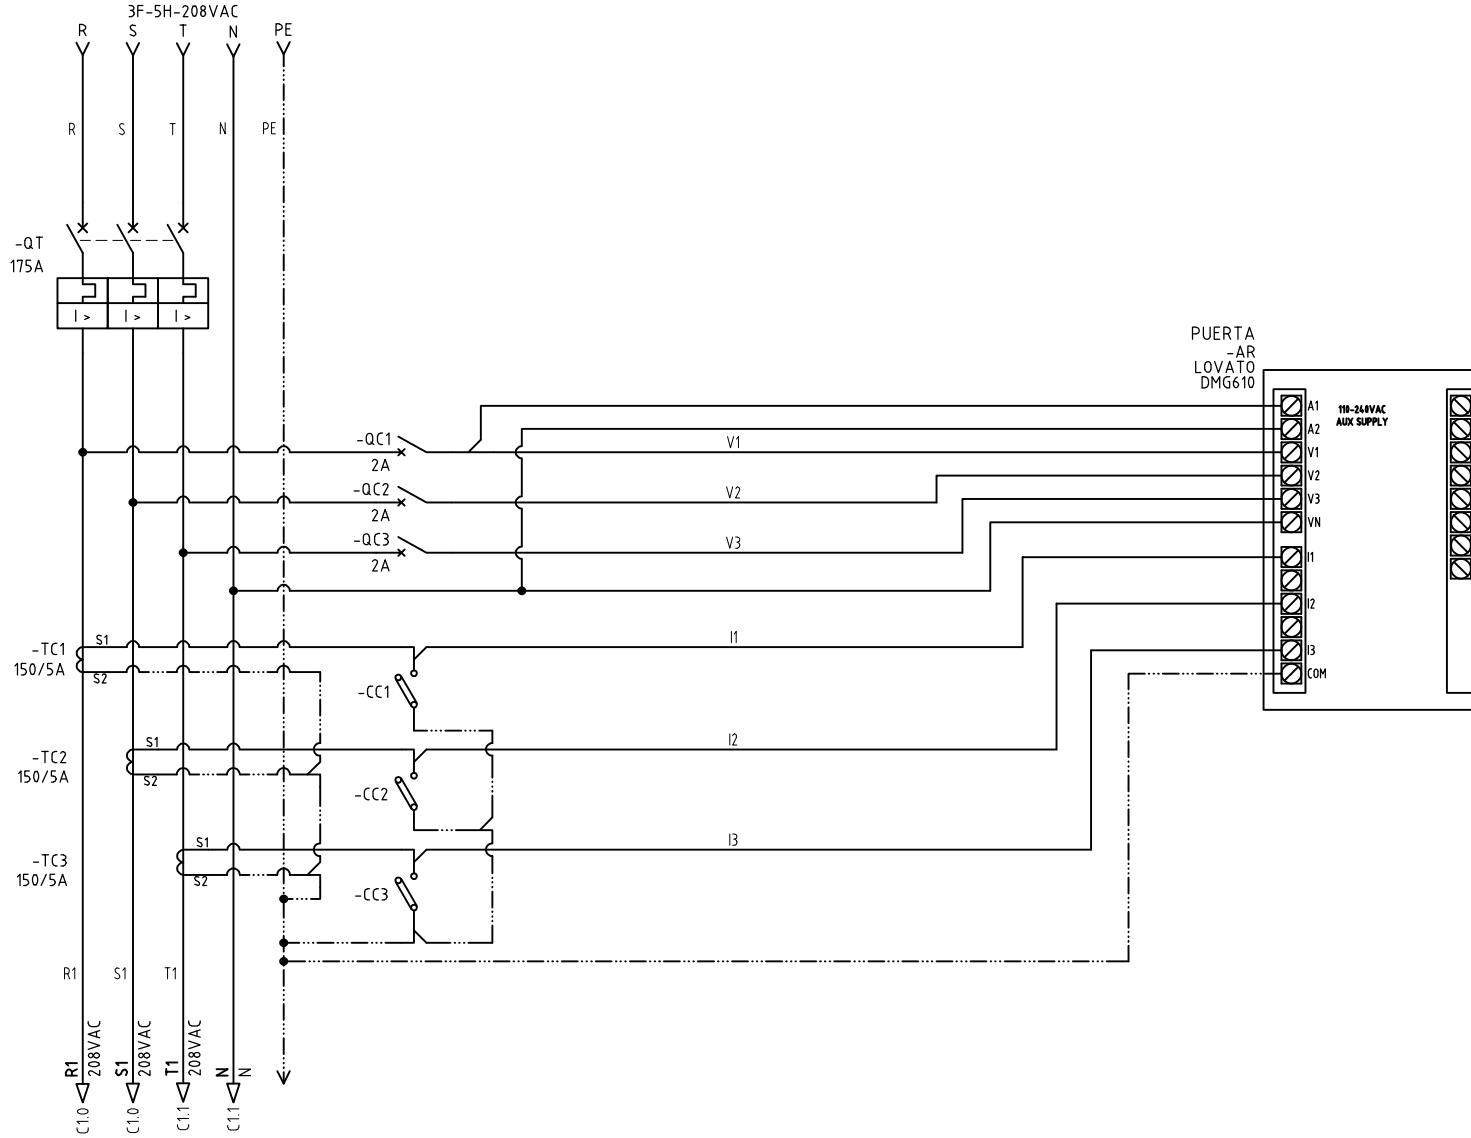 3F-5H-208VAC
R S T N PE
R S T N PE
-QT
175A
I > I > I >
PUERTA
-AR
LOVATO
DMG610
A1
110-240VAC
AUX SUPPLY
A2
V1
V2
V3
VN
I1
I2
I3
COM
-QC1
2A
V1
-QC2
2A
V2
-QC3
2A
V3
-TC1
150/5A
S1
S2
I1
-CC1
-TC2
150/5A
S1
S2
I2
-CC2
-TC3
150/5A
S1
S2
I3
-CC3
R1 S1 T1
R1
208VAC
S1
208VAC
T1
208VAC
N
N
C1.0
C1.0
C1.1
C1.1